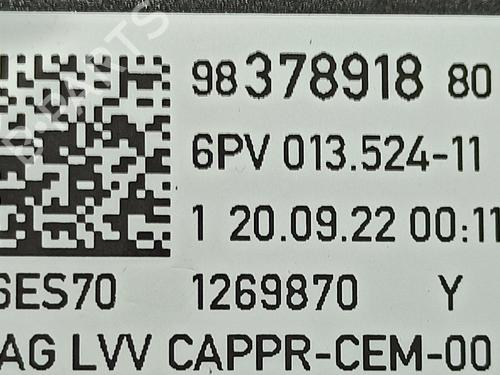 98 378918 80
6PV 013.524-11
1 20.09.22 00:11
6ES70 1269870 Y
AG LVV CAPPR-CEM-00